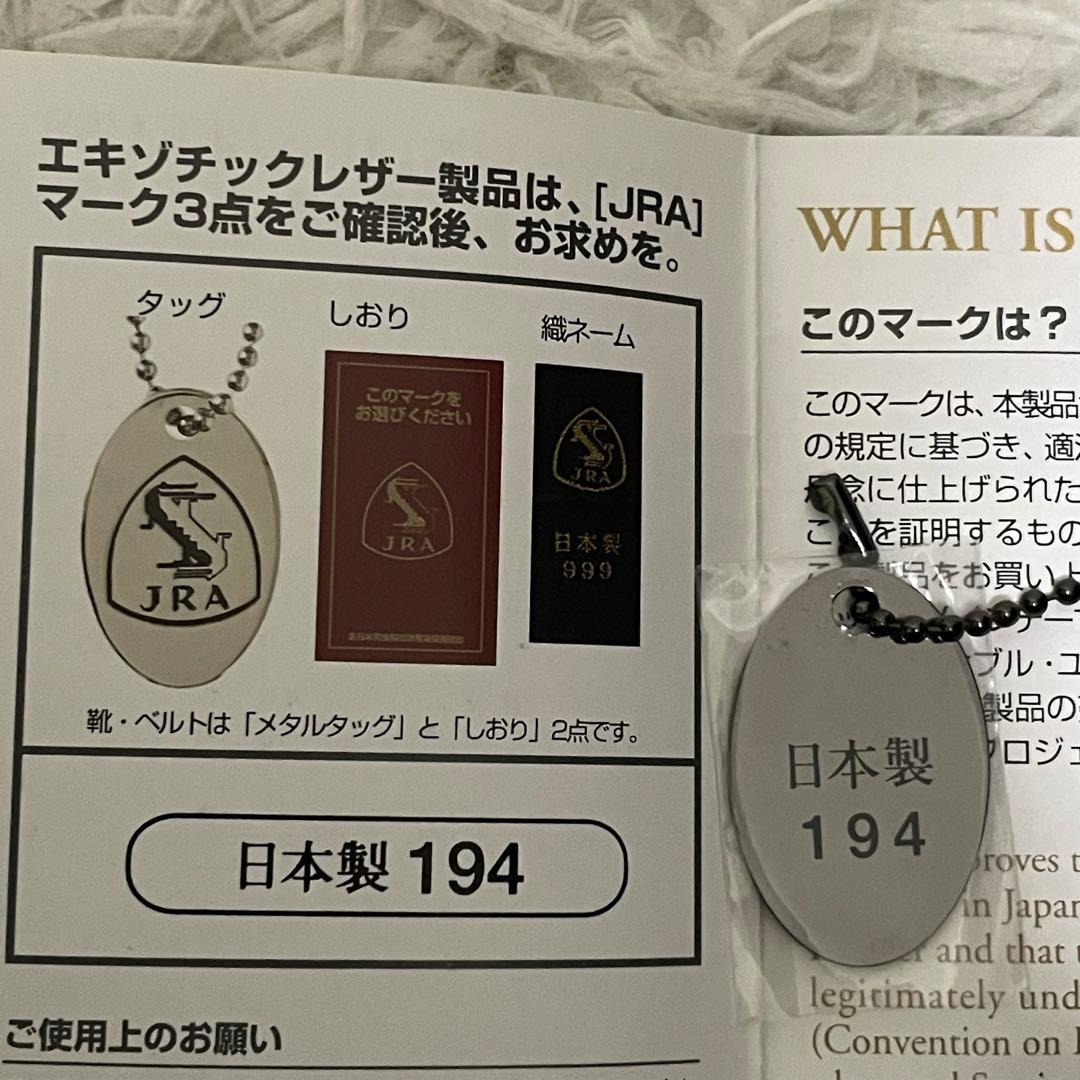 エキゾチックレザー製品は、[JRA]
マーク3点をご確認後、お求めを。
タッグ
しおり
織ネーム
JRA
このマークを
お選びください
JRA
JRA
日本製
999
靴・ベルトは「メタルタッグ」と「しおり」2点です。
日本製 194
ご使用上のお願い
WHAT IS
このマークは?
このマークは、本製品
の規定に基づき、適
念に仕上げられた
を証明するもの
製品をお買い上
ブル・ユ
製品の
プロジェ
日本製
194
proves t
in Japan
and that t
legitimately und
(Convention on